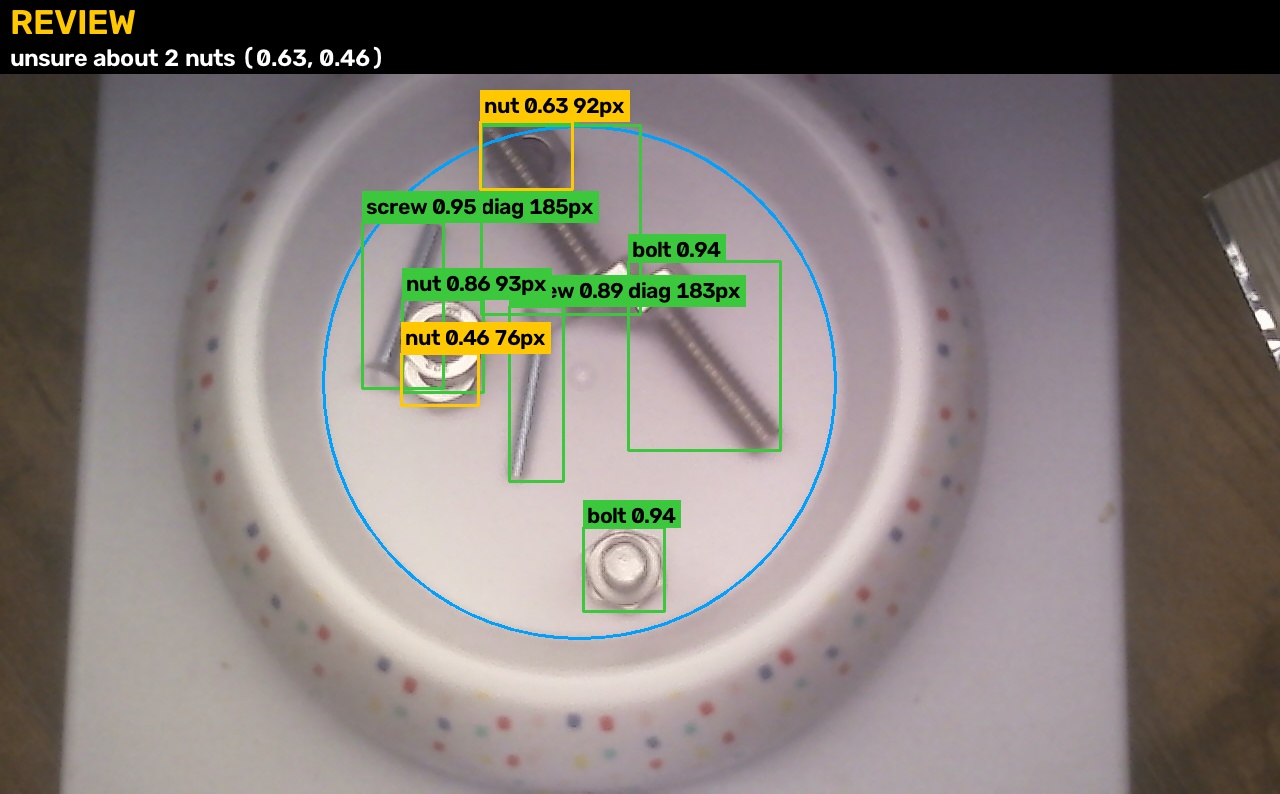 REVIEW
unsure about 2 nuts (0.63, 0.46)
nut 0.63 92px
screw 0.95 diag 185px
bolt 0.94
nut 0.86 93px
ew 0.89 diag 183px
nut 0.46 76px
bolt 0.94